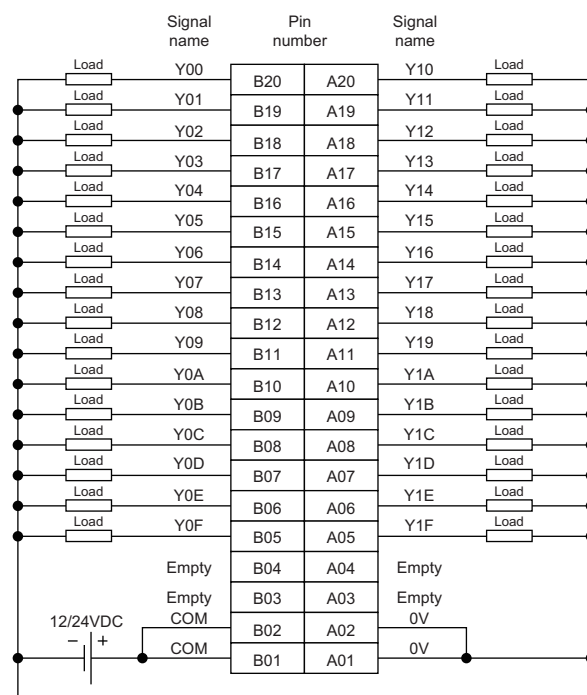 Signal name Pin number Signal name
Load Y00 B20 A20 Y10 Load
Load Y01 B19 A19 Y11 Load
Load Y02 B18 A18 Y12 Load
Load Y03 B17 A17 Y13 Load
Load Y04 B16 A16 Y14 Load
Load Y05 B15 A15 Y15 Load
Load Y06 B14 A14 Y16 Load
Load Y07 B13 A13 Y17 Load
Load Y08 B12 A12 Y18 Load
Load Y09 B11 A11 Y19 Load
Load Y0A B10 A10 Y1A Load
Load Y0B B09 A09 Y1B Load
Load Y0C B08 A08 Y1C Load
Load Y0D B07 A07 Y1D Load
Load Y0E B06 A06 Y1E Load
Load Y0F B05 A05 Y1F Load
Empty B04 A04 Empty
Empty B03 A03 Empty
12/24VDC COM B02 A02 0V
− + COM B01 A01 0V